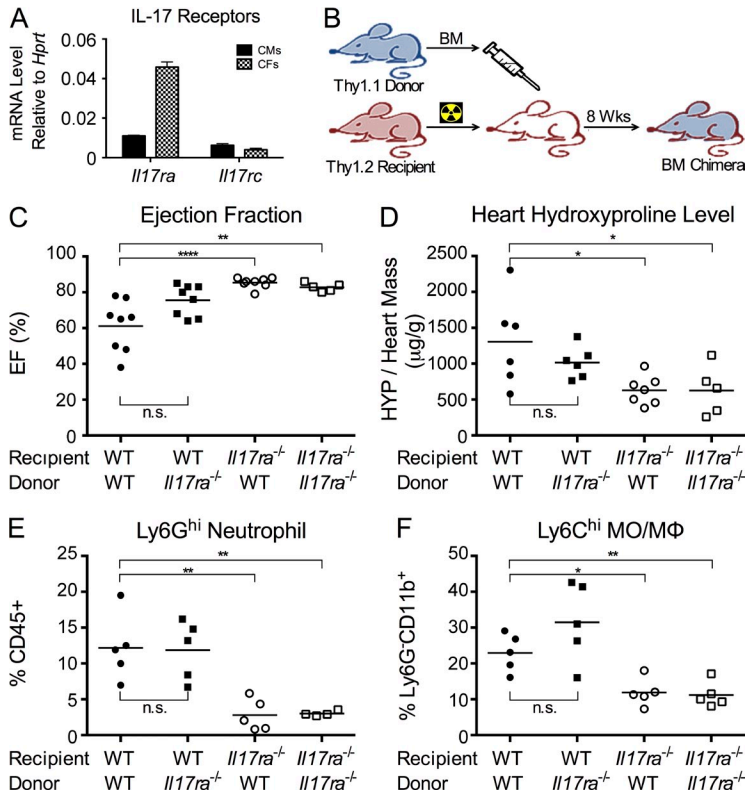 A
IL-17 Receptors
mRNA Level
Relative to Hprt
0.06
0.04
0.02
0
CMs
CFs
Il17ra
Il17rc
B
BM
Thy1.1 Donor
8 Wks
Thy1.2 Recipient
BM Chimera
C
Ejection Fraction
**
****
EF (%)
100
80
60
40
20
0
n.s.
Recipient WT WT Il17ra-/- Il17ra-/-
Donor WT Il17ra-/- WT Il17ra-/-
D
Heart Hydroxyproline Level
*
*
HYP / Heart Mass
(μg/g)
2500
2000
1500
1000
500
0
n.s.
Recipient WT WT Il17ra-/- Il17ra-/-
Donor WT Il17ra-/- WT Il17ra-/-
E
Ly6Ghi Neutrophil
**
**
% CD45+
25
20
15
10
5
0
n.s.
Recipient WT WT Il17ra-/- Il17ra-/-
Donor WT Il17ra-/- WT Il17ra-/-
F
Ly6Chi MO/MΦ
**
*
% Ly6G-CD11b+
50
40
30
20
10
0
n.s.
Recipient WT WT Il17ra-/- Il17ra-/-
Donor WT Il17ra-/- WT Il17ra-/-